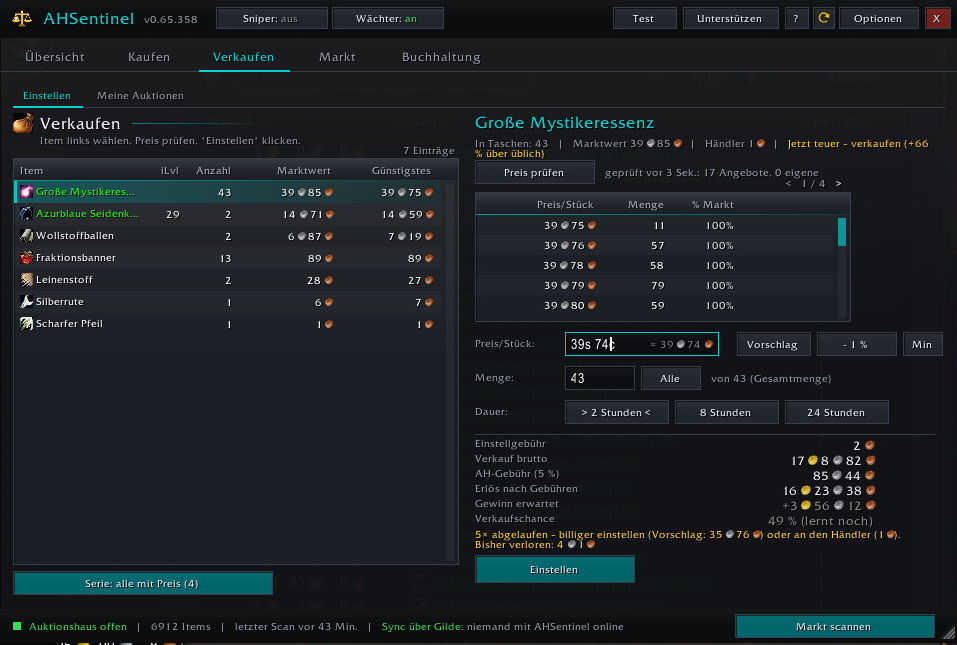 AHSentinel v0.65.358 Sniper: aus Wächter: an Test Unterstützen ? Optionen X
Übersicht Kaufen Verkaufen Markt Buchhaltung
Einstellen Meine Auktionen
Verkaufen
Item links wählen, Preis prüfen, 'Einstellen' klicken.
7 Einträge
Item iLvl Anzahl Marktwert Günstigstes
Große Mystikeres... 43 39 85 39 75
Azurblaue Seidenk... 29 2 14 71 14 59
Wollstoffballen 2 6 87 7 19
Fraktionsbanner 13 89 89
Leinenstoff 2 28 27
Silberrute 1 6 7
Scharfer Pfeil 1 1 1
Serie: alle mit Preis (4)
Große Mystikeressenz
In Taschen: 43 | Marktwert 39 85 | Händler 1 | Jetzt teuer - verkaufen (+66
% über üblich)
Preis prüfen geprüft vor 3 Sek.: 17 Angebote, 0 eigene
< 1 / 4 >
Preis/Stück Menge % Markt
39 75 11 100%
39 76 57 100%
39 78 58 100%
39 79 79 100%
39 80 59 100%
Preis/Stück: 39s 74c = 39 74 Vorschlag - 1 % Min
Menge: 43 Alle von 43 (Gesamtmenge)
Dauer: > 2 Stunden < 8 Stunden 24 Stunden
Einstellgebühr 2
Verkauf brutto 17 8 82
AH-Gebühr (5 %) 85 44
Erlös nach Gebühren 16 23 38
Gewinn erwartet +3 56 12
Verkaufschance 49 % (lernt noch)
5× abgelaufen - billiger einstellen (Vorschlag: 35 76) oder an den Händler (1).
Bisher verloren: 4 1
Einstellen
Auktionshaus offen | 6912 Items | letzter Scan vor 43 Min. | Sync über Gilde: niemand mit AHSentinel online Markt scannen